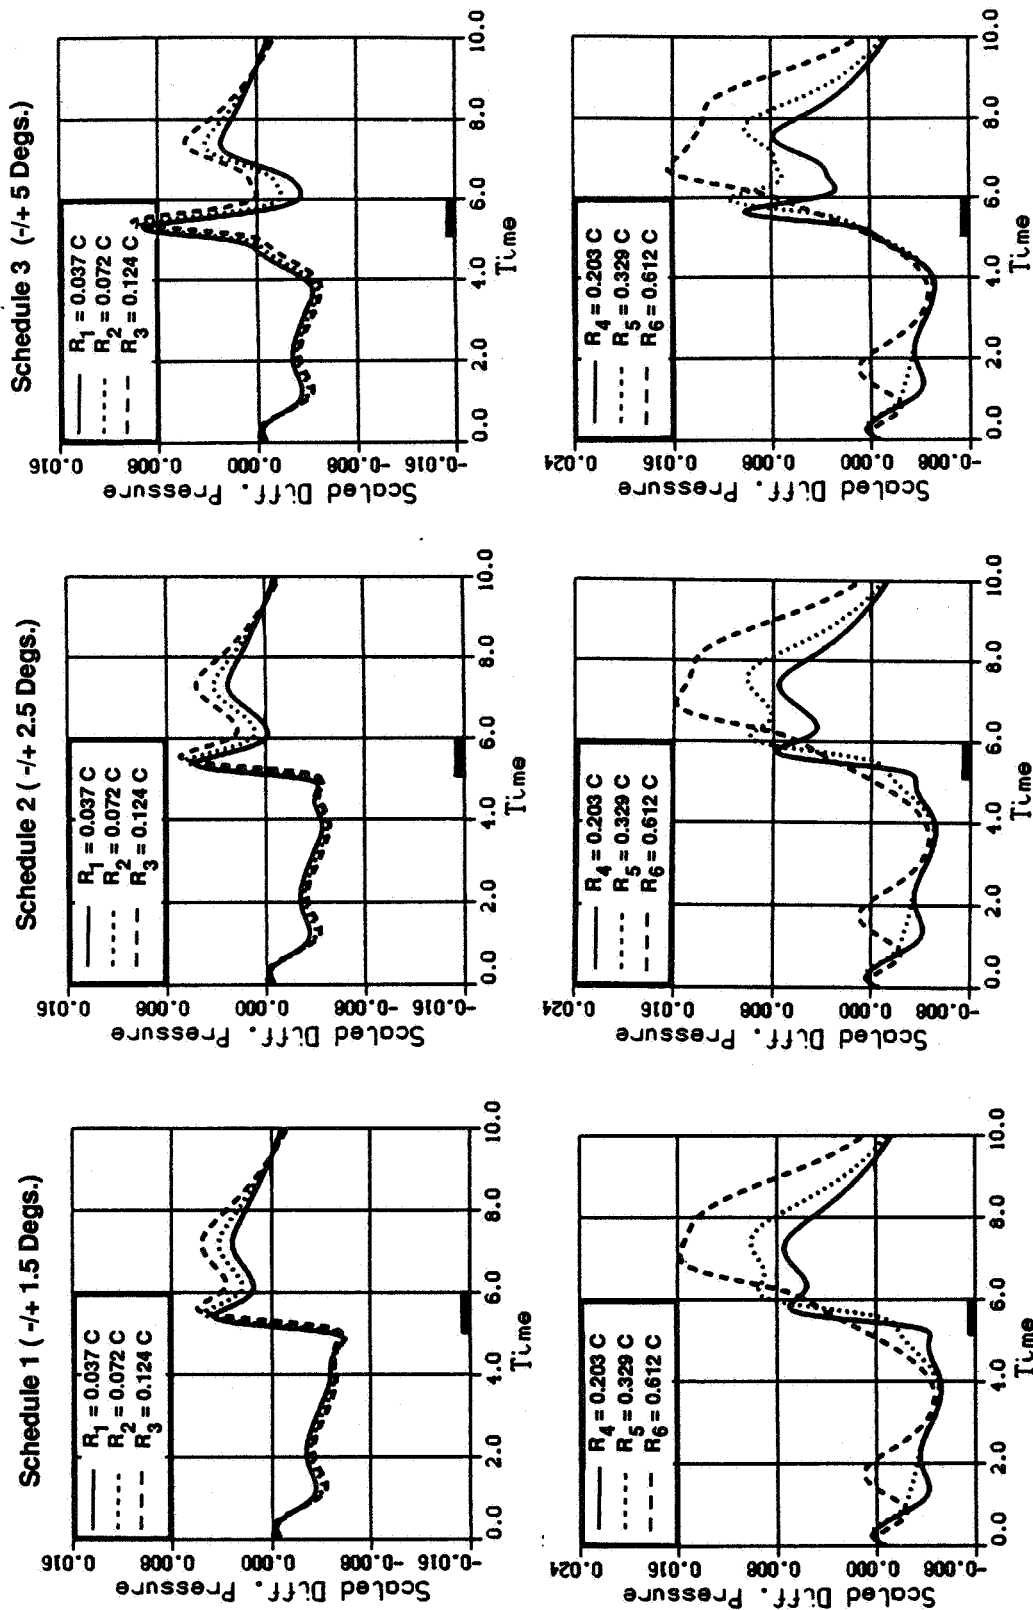 Schedule 1 ( -/+ 1.5 Degs.)
Scaled Diff. Pressure
0.016
0.008
0.000
-0.008
-0.016
R1 = 0.037 C
R2 = 0.072 C
R3 = 0.124 C
0.0 2.0 4.0 6.0 8.0 10.0
Time
Schedule 2 ( -/+ 2.5 Degs.)
Scaled Diff. Pressure
0.016
0.008
0.000
-0.008
-0.016
R1 = 0.037 C
R2 = 0.072 C
R3 = 0.124 C
0.0 2.0 4.0 6.0 8.0 10.0
Time
Schedule 3 (-/+ 5 Degs.)
Scaled Diff. Pressure
0.016
0.008
0.000
-0.008
-0.016
R1 = 0.037 C
R2 = 0.072 C
R3 = 0.124 C
0.0 2.0 4.0 6.0 8.0 10.0
Time
Scaled Diff. Pressure
0.024
0.016
0.008
0.000
-0.008
R4 = 0.203 C
R5 = 0.329 C
R6 = 0.612 C
0.0 2.0 4.0 6.0 8.0 10.0
Time
Scaled Diff. Pressure
0.024
0.016
0.008
0.000
-0.008
R4 = 0.203 C
R5 = 0.329 C
R6 = 0.612 C
0.0 2.0 4.0 6.0 8.0 10.0
Time
Scaled Diff. Pressure
0.024
0.016
0.008
0.000
-0.008
R4 = 0.203 C
R5 = 0.329 C
R6 = 0.612 C
0.0 2.0 4.0 6.0 8.0 10.0
Time